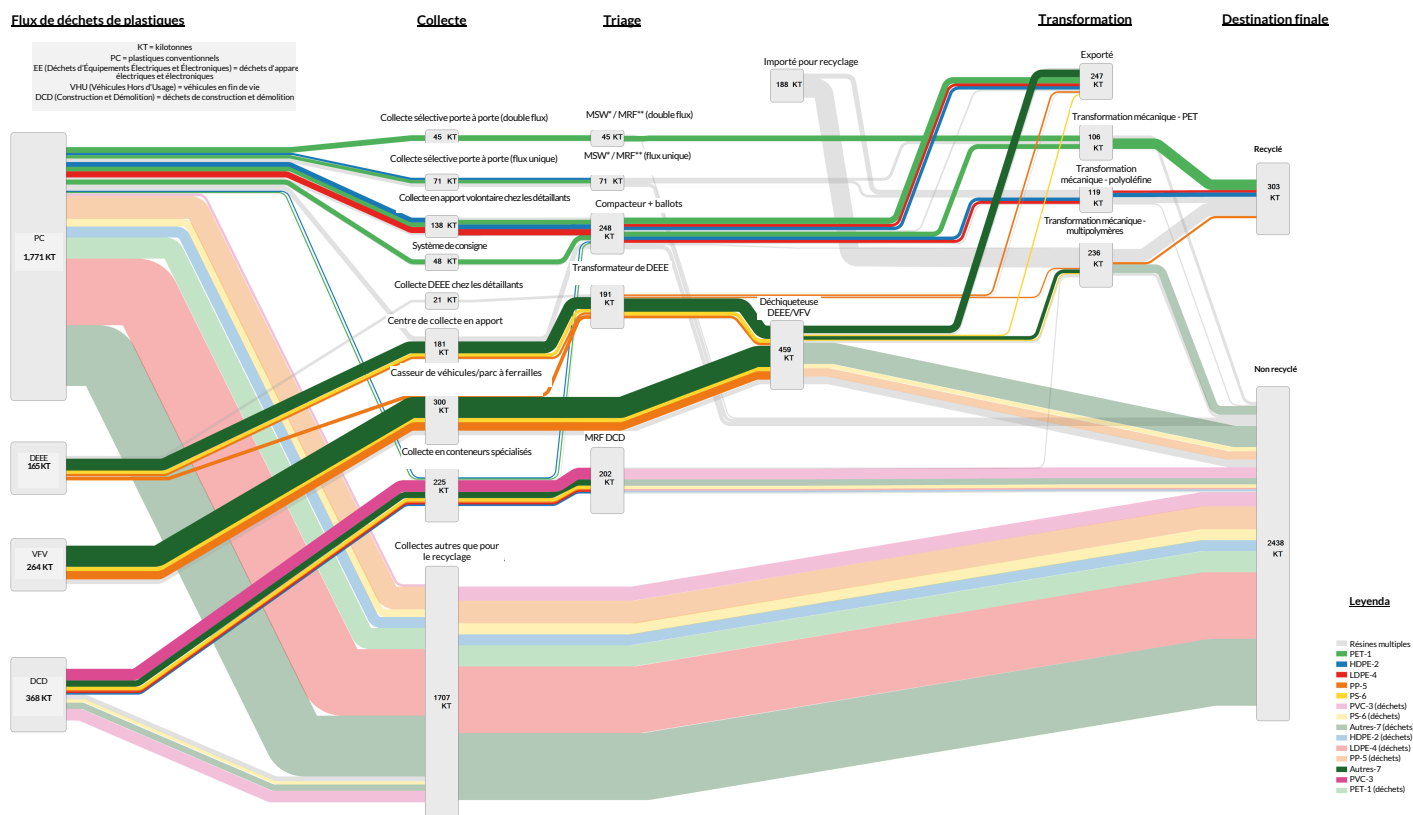 Flux de déchets de plastiques
Collecte
Triage
Transformation
Destination finale
KT = kilotonnes
PC = plastiques conventionnels
EE (Déchets d'Équipements Électriques et Électroniques) = déchets d'appare
électriques et électroniques
VHU (Véhicules Hors d'Usage) = véhicules en fin de vie
DCD (Construction et Démolition) = déchets de construction et démolition
PC
1,771 KT
DEEE
165 KT
VFV
264 KT
DCD
368 KT
Collecte sélective porte à porte (double flux)
45 KT
Collecte sélective porte à porte (flux unique)
71 KT
Collecte en apport volontaire chez les détaillants
138 KT
Système de consigne
48 KT
Collecte DEEE chez les détaillants
21 KT
Centre de collecte en apport
181
KT
Casseur de véhicules/parc à ferrailles
300
KT
Collecte en conteneurs spécialisés
225
KT
Collectes autres que pour
le recyclage
1707
KT
MSW* / MRF** (double flux)
45 KT
MSW* / MRF** (flux unique)
71 KT
Compacteur + ballots
248
KT
Transformateur de DEEE
191
KT
MRF DCD
202
KT
Importé pour recyclage
188 KT
Déchiqueteuse
DEEE/VFV
459
KT
Exporté
247
KT
Transformation mécanique - PET
106
KT
Transformation
mécanique - polyoléfine
119
KT
Transformation mécanique -
multipolymères
236
KT
Recyclé
303
KT
Non recyclé
2438
KT
Leyenda
Résines multiples
PET-1
HDPE-2
LDPE-4
PP-5
PS-6
PVC-3 (déchets)
PS-6 (déchets)
Autres-7 (déchets)
HDPE-2 (déchets)
LDPE-4 (déchets)
PP-5 (déchets)
Autres-7
PVC-3
PET-1 (déchets)